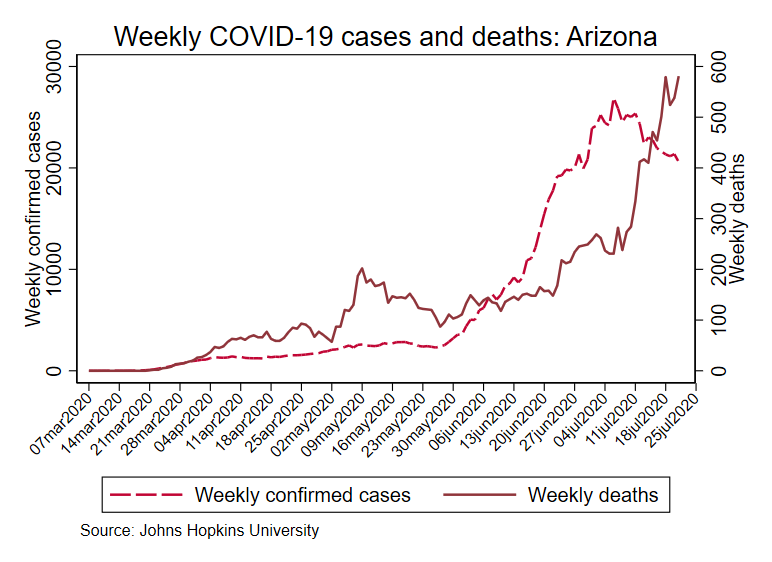 Weekly COVID-19 cases and deaths: Arizona
Weekly confirmed cases
30000
20000
10000
0
600
500
400
300
200
100
0
Weekly deaths
07mar2020
14mar2020
21mar2020
28mar2020
04apr2020
11apr2020
18apr2020
25apr2020
02may2020
09may2020
16may2020
23may2020
30may2020
06jun2020
13jun2020
20jun2020
27jun2020
04jul2020
11jul2020
18jul2020
25jul2020
Weekly confirmed cases
Weekly deaths
Source: Johns Hopkins University